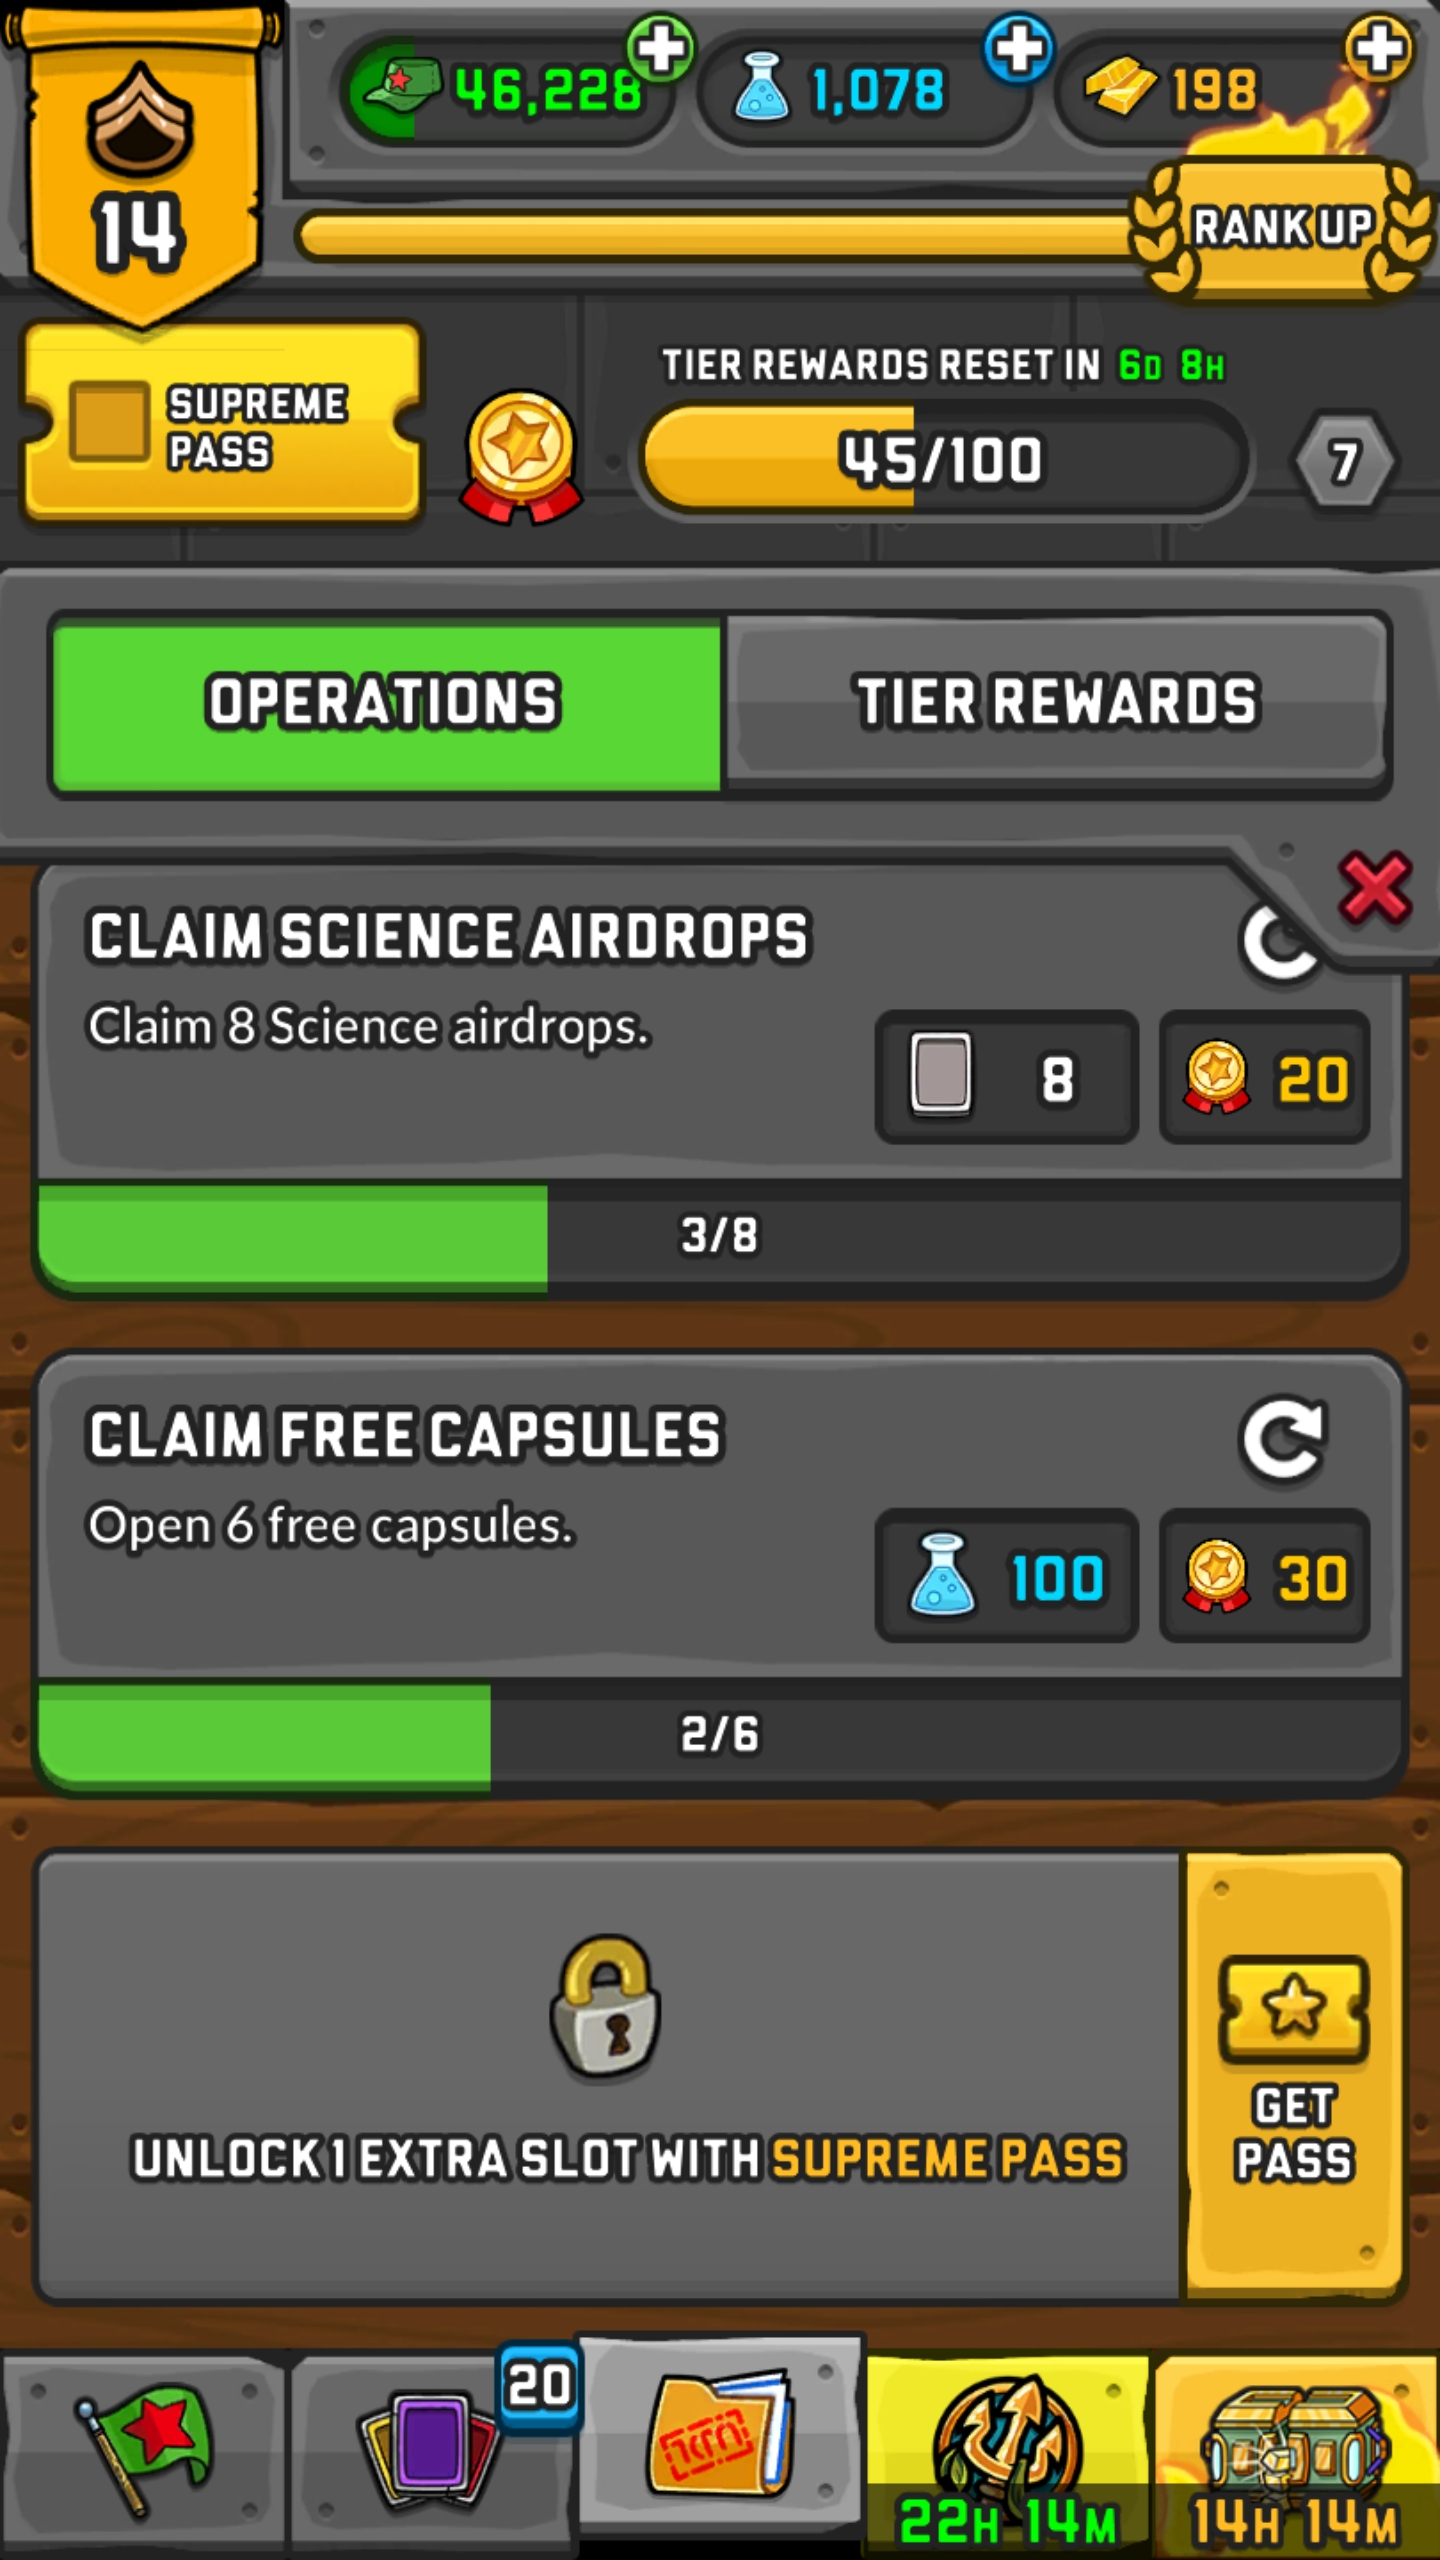 46,228
1,078
198
14
RANK UP
SUPREME
PASS
TIER REWARDS RESET IN 6D 8H
45/100
7
OPERATIONS
TIER REWARDS
CLAIM SCIENCE AIRDROPS
Claim 8 Science airdrops.
8
20
3/8
CLAIM FREE CAPSULES
Open 6 free capsules.
100
30
2/6
UNLOCK 1 EXTRA SLOT WITH SUPREME PASS
GET
PASS
20
22H 14M
14H 14M